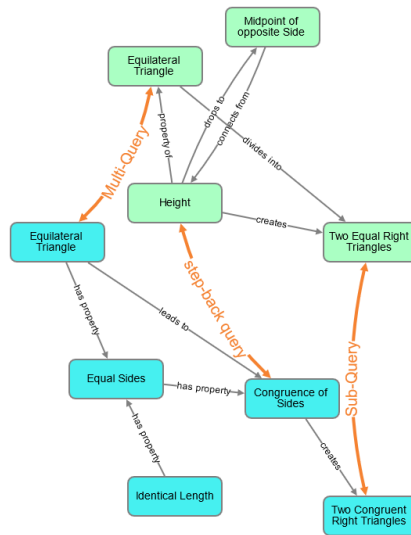 Midpoint of
opposite Side
Equilateral
Triangle
drops to
connects from
property of
divides into
Multi-Query
Height
creates
Equilateral
Triangle
Two Equal Right
Triangles
step-back query
has property
leads to
Sub-Query
Equal Sides
has property
Congruence of
Sides
has property
creates
Identical Length
Two Congruent
Right Triangles